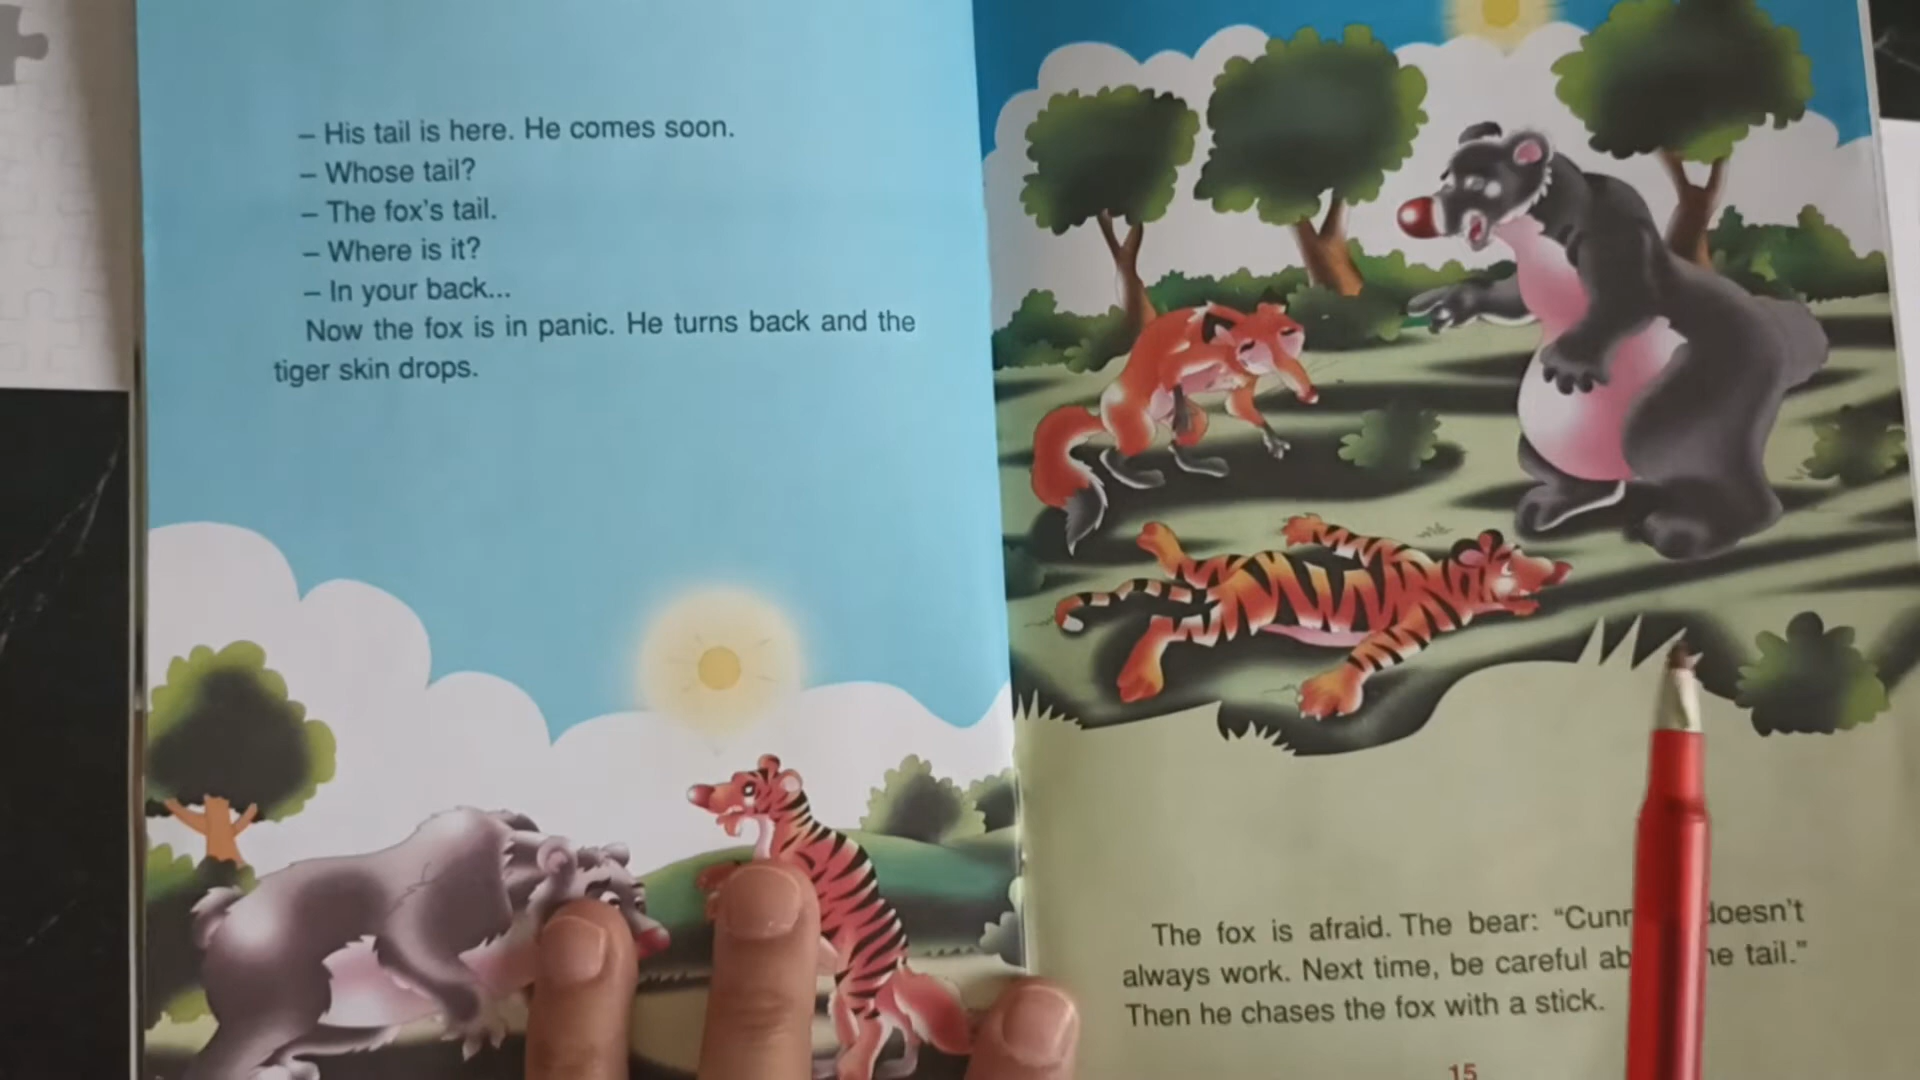 – His tail is here. He comes soon.
– Whose tail?
– The fox's tail.
– Where is it?
– In your back...
Now the fox is in panic. He turns back and the
tiger skin drops.
The fox is afraid. The bear: “Cunn doesn't
always work. Next time, be careful ab he tail.”
Then he chases the fox with a stick.
15